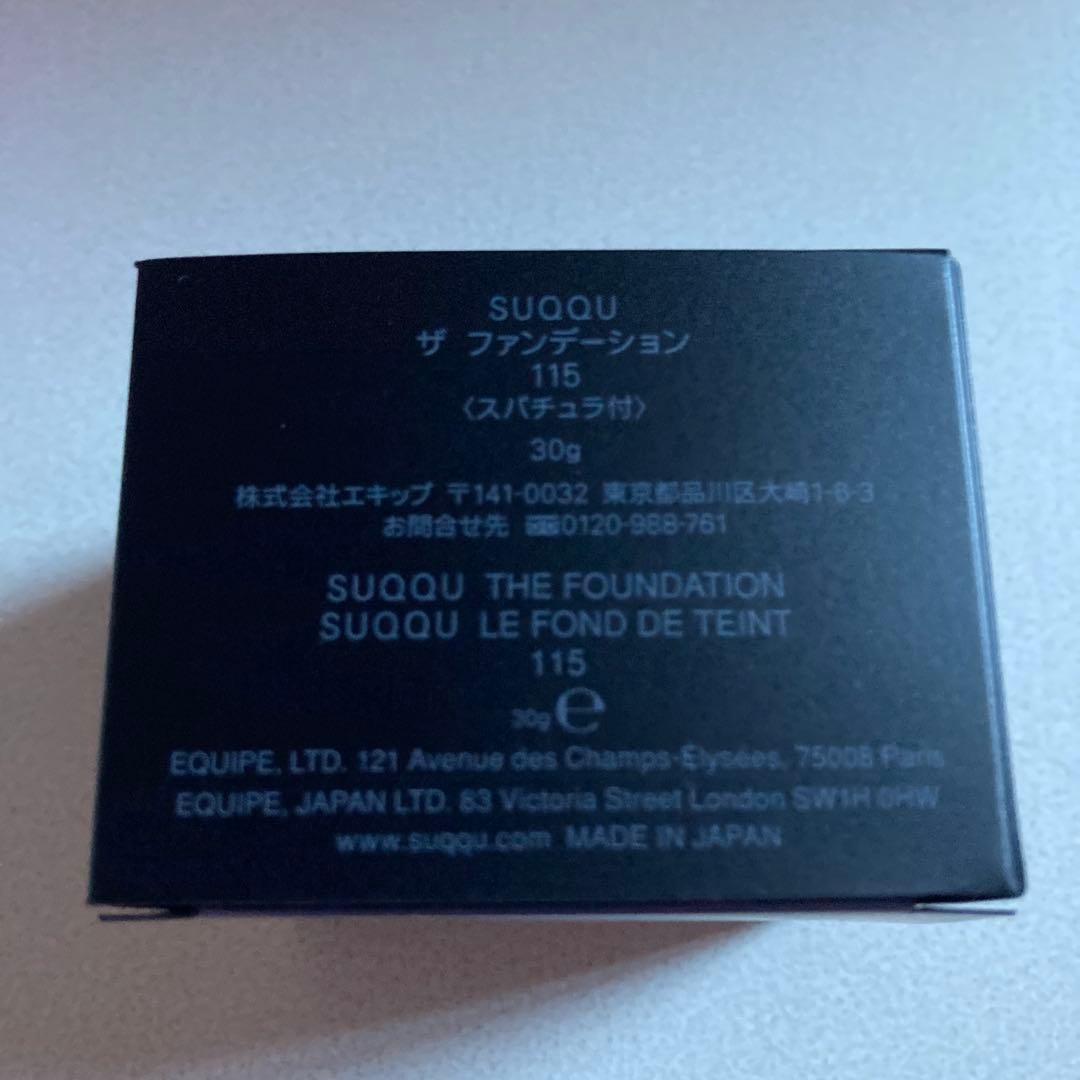 SUQQU
ザ ファンデーション
115
〈スパチュラ付〉
30g
株式会社エキップ 〒141-0032 東京都品川区大崎1-6-3
お問合せ先 0120-988-761
SUQQU THE FOUNDATION
SUQQU LE FOND DE TEINT
115
30g e
EQUIPE, LTD. 121 Avenue des Champs-Elysées, 75008 Paris
EQUIPE, JAPAN LTD. 83 Victoria Street London SW1H 0HW
www.suqqu.com MADE IN JAPAN